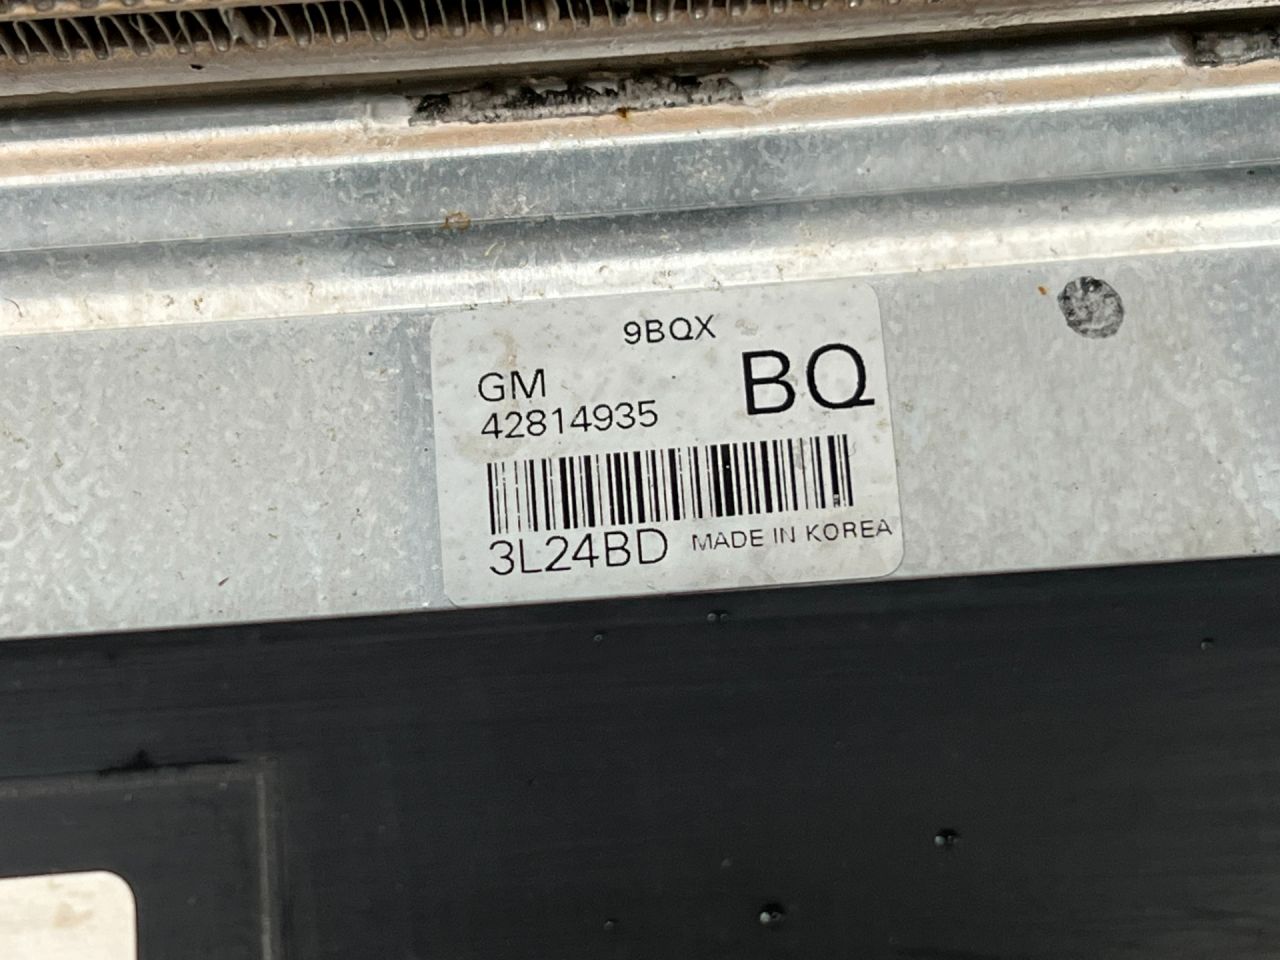 9BQX
GM
BQ
42814935
3L24BD
MADE IN KOREA